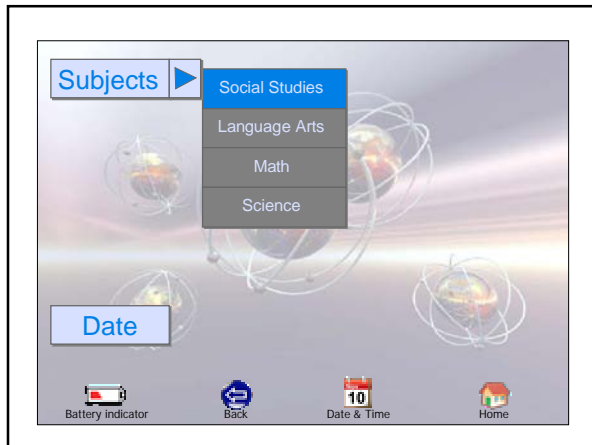 Subjects
Social Studies
Language Arts
Math
Science
Date
10
Battery indicator
Back
Date & Time
Home